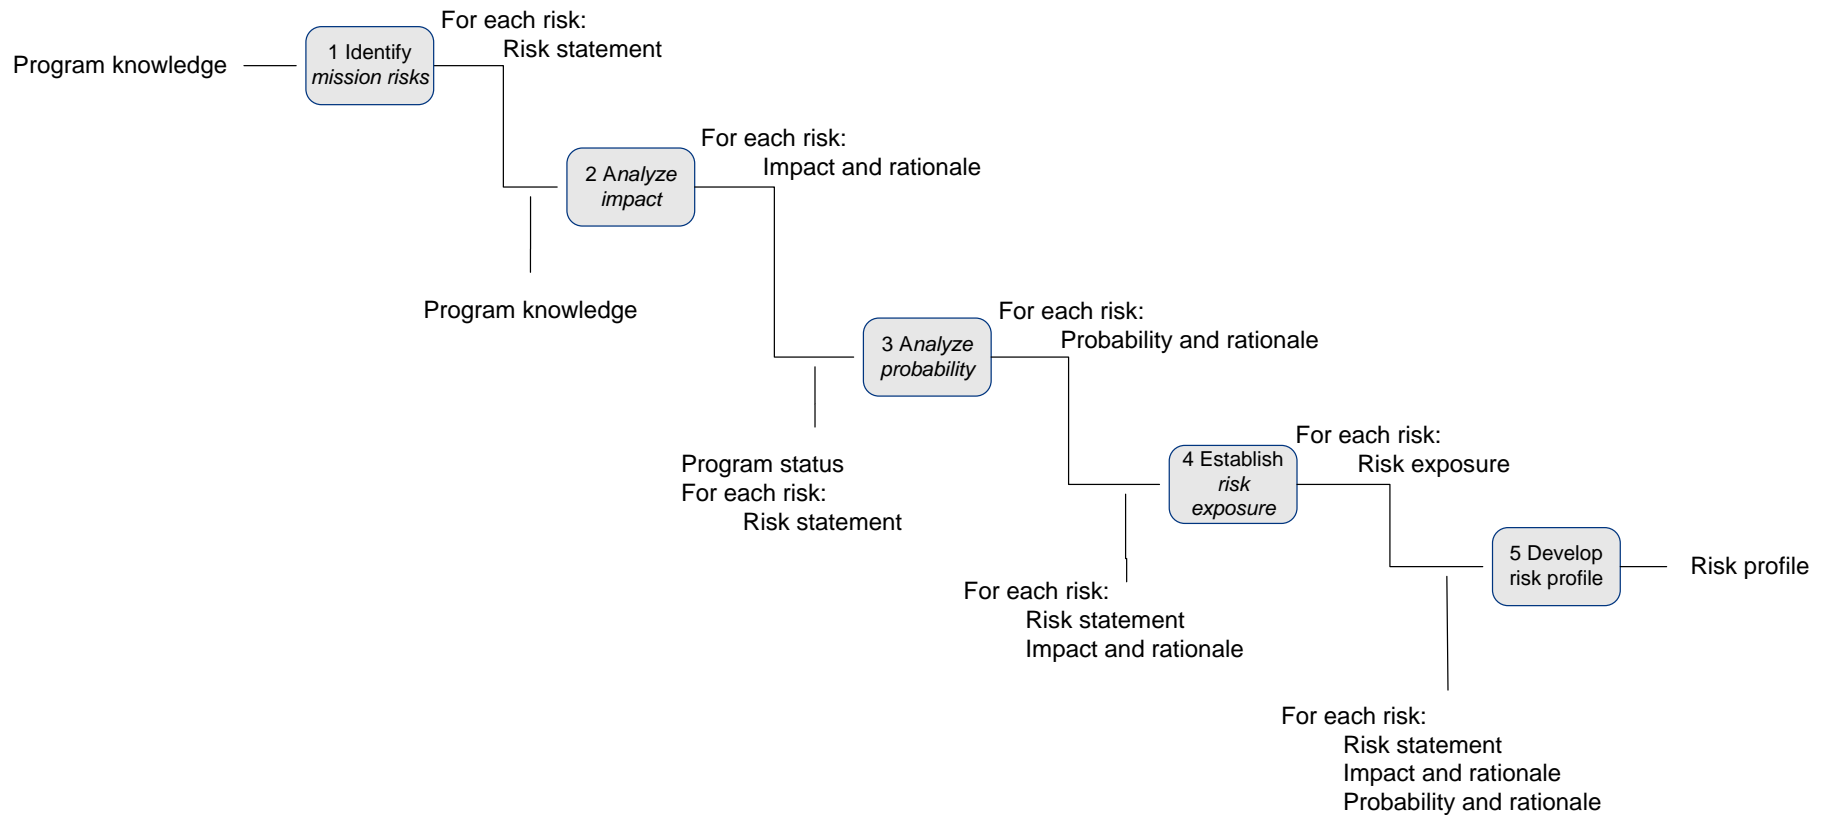 For each risk:
Risk statement
Program knowledge
1 Identify
mission risks
For each risk:
Impact and rationale
2 Analyze
impact
Program knowledge
For each risk:
Probability and rationale
3 Analyze
probability
Program status
For each risk:
Risk statement
For each risk:
Risk exposure
4 Establish
risk
exposure
For each risk:
Risk statement
Impact and rationale
5 Develop
risk profile
Risk profile
For each risk:
Risk statement
Impact and rationale
Probability and rationale